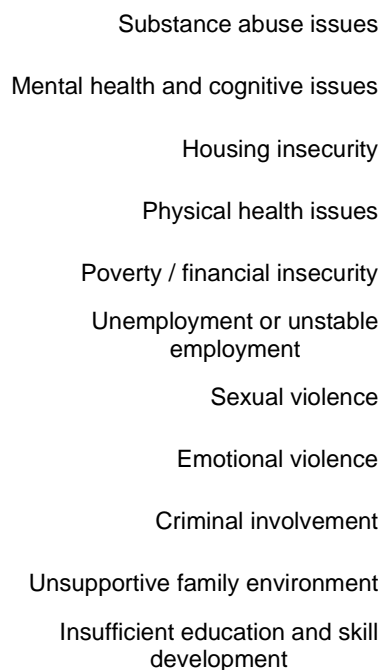 Substance abuse issues
Mental health and cognitive issues
Housing insecurity
Physical health issues
Poverty / financial insecurity
Unemployment or unstable
employment
Sexual violence
Emotional violence
Criminal involvement
Unsupportive family environment
Insufficient education and skill
development